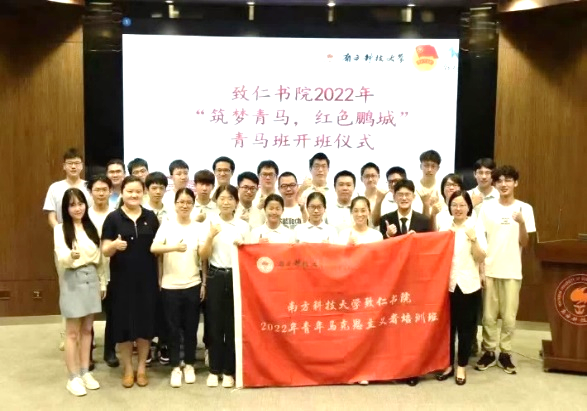 南方科技大学
致仁书院2022年
“筑梦青马，红色鹏城”
青马班开班仪式
南方科技大学致仁书院
2022年青年马克思主义者培训班